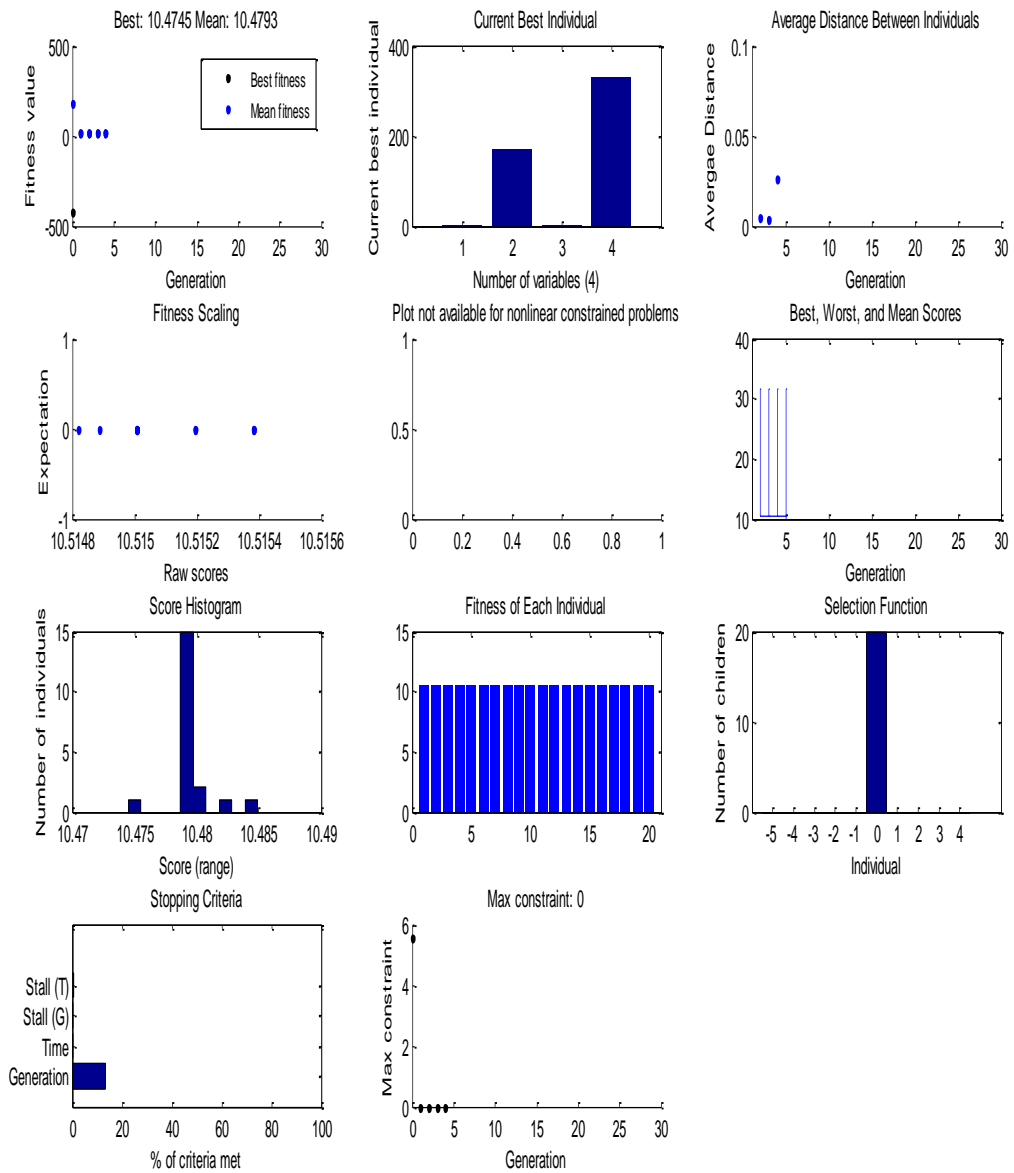 Best: 10.4745 Mean: 10.4793
Fitness value
500
0
-500
Best fitness
Mean fitness
0 5 10 15 20 25 30
Generation
Current Best Individual
Current best individual
400
200
0
1 2 3 4
Number of variables (4)
Average Distance Between Individuals
Avergae Distance
0.1
0.05
0
5 10 15 20 25 30
Generation
Fitness Scaling
Expectation
1
0
-1
10.5148 10.515 10.5152 10.5154 10.5156
Raw scores
Plot not available for nonlinear constrained problems
1
0.5
0
0 0.2 0.4 0.6 0.8 1
Best, Worst, and Mean Scores
40
30
20
10
5 10 15 20 25 30
Generation
Score Histogram
Number of individuals
15
10
5
0
10.47 10.475 10.48 10.485 10.49
Score (range)
Fitness of Each Individual
15
10
5
0
0 5 10 15 20
Selection Function
Number of children
20
10
0
-5 -4 -3 -2 -1 0 1 2 3 4
Individual
Stopping Criteria
Stall (T)
Stall (G)
Time
Generation
0 20 40 60 80 100
% of criteria met
Max constraint: 0
Max constraint
6
4
2
0
0 5 10 15 20 25 30
Generation